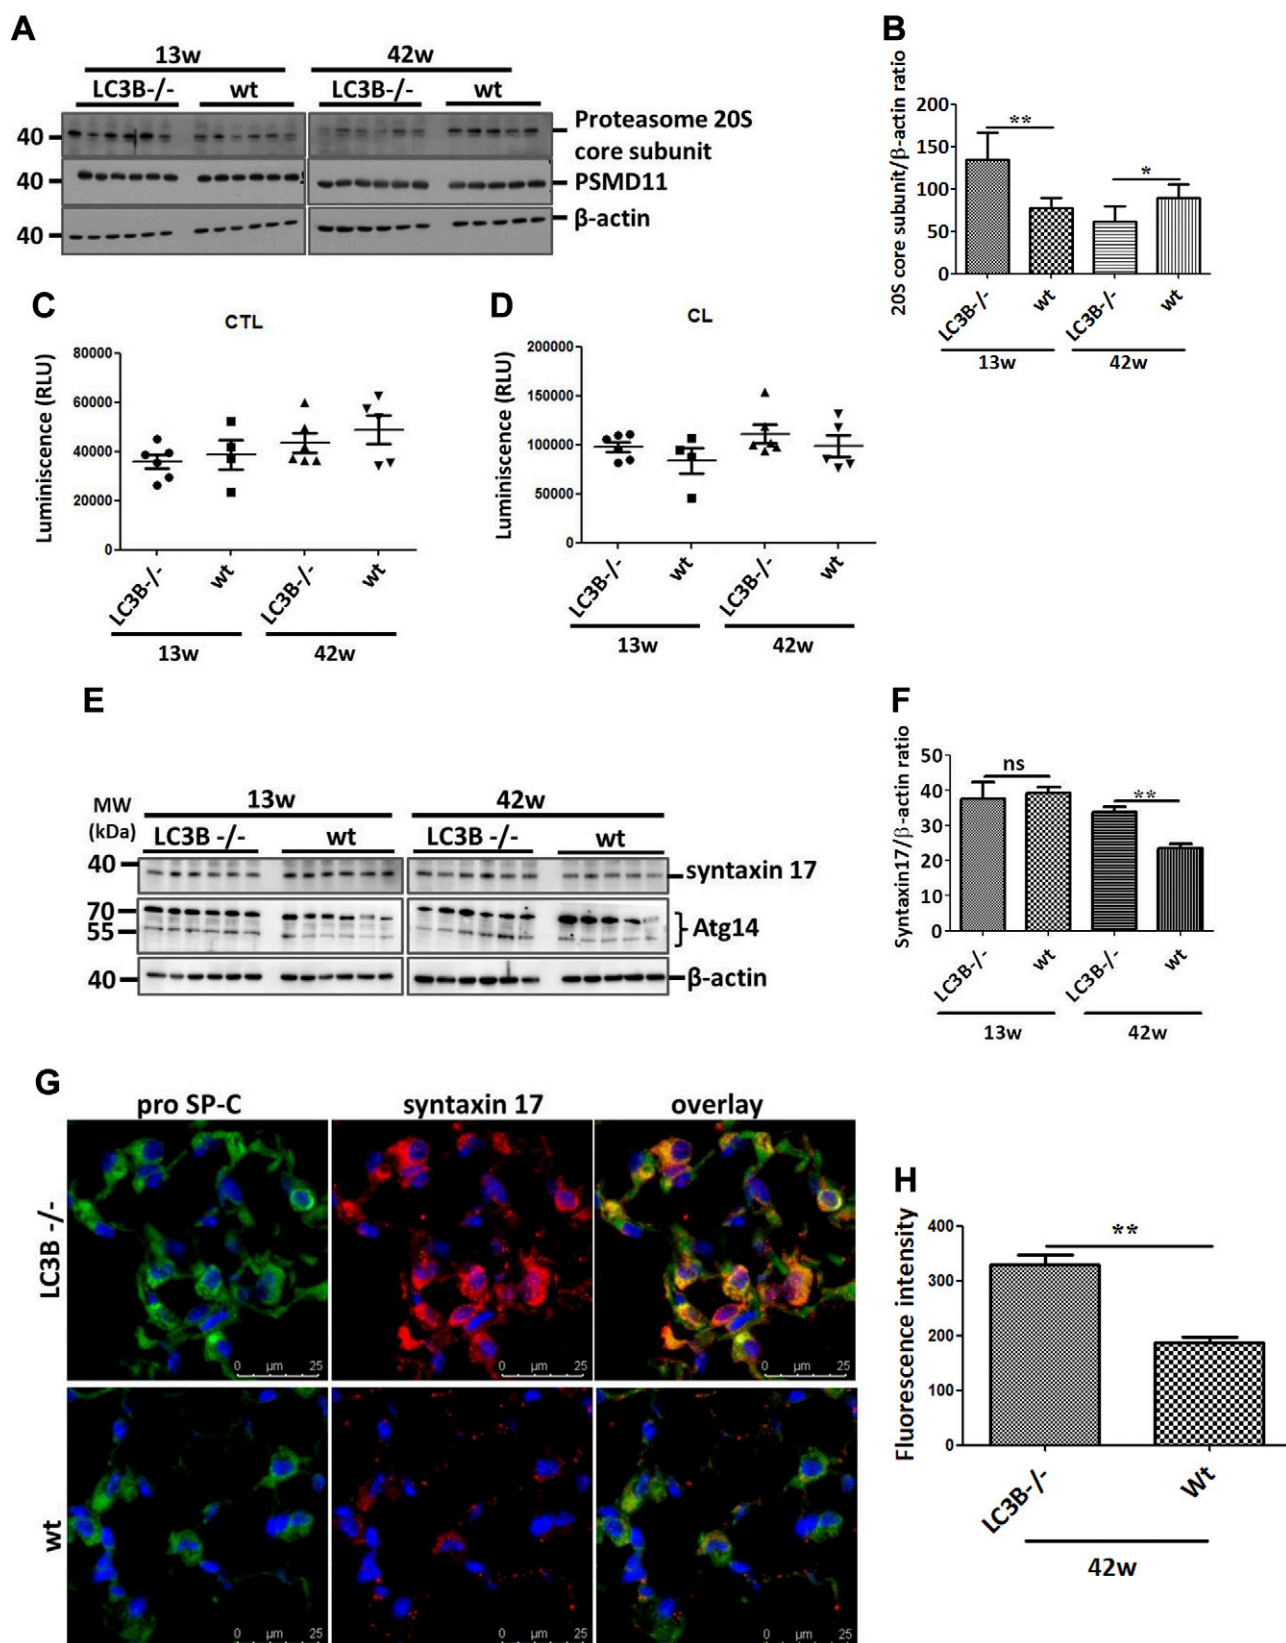 A
13w
42w
LC3B-/-
wt
LC3B-/-
wt
40
Proteasome 20S
core subunit
40
PSMD11
40
β-actin
B
20S core subunit/β-actin ratio
200
150
100
50
0
**
*
LC3B-/-
wt
LC3B-/-
wt
13w
42w
C
CTL
Luminiscence (RLU)
80000
60000
40000
20000
0
LC3B-/-
wt
LC3B-/-
wt
13w
42w
D
CL
Luminiscence (RLU)
200000
150000
100000
50000
0
LC3B-/-
wt
LC3B-/-
wt
13w
42w
E
MW
(kDa)
13w
42w
LC3B -/-
wt
LC3B -/-
wt
40
syntaxin 17
70
55
Atg14
40
β-actin
F
Syntaxin17/β-actin ratio
50
40
30
20
10
0
ns
**
LC3B-/-
wt
LC3B-/-
wt
13w
42w
G
pro SP-C
syntaxin 17
overlay
LC3B -/-
0 µm 25
0 µm 25
0 µm 25
wt
0 µm 25
0 µm 25
0 µm 25
H
Fluorescence intensity
400
300
200
100
0
**
LC3B-/-
Wt
42w